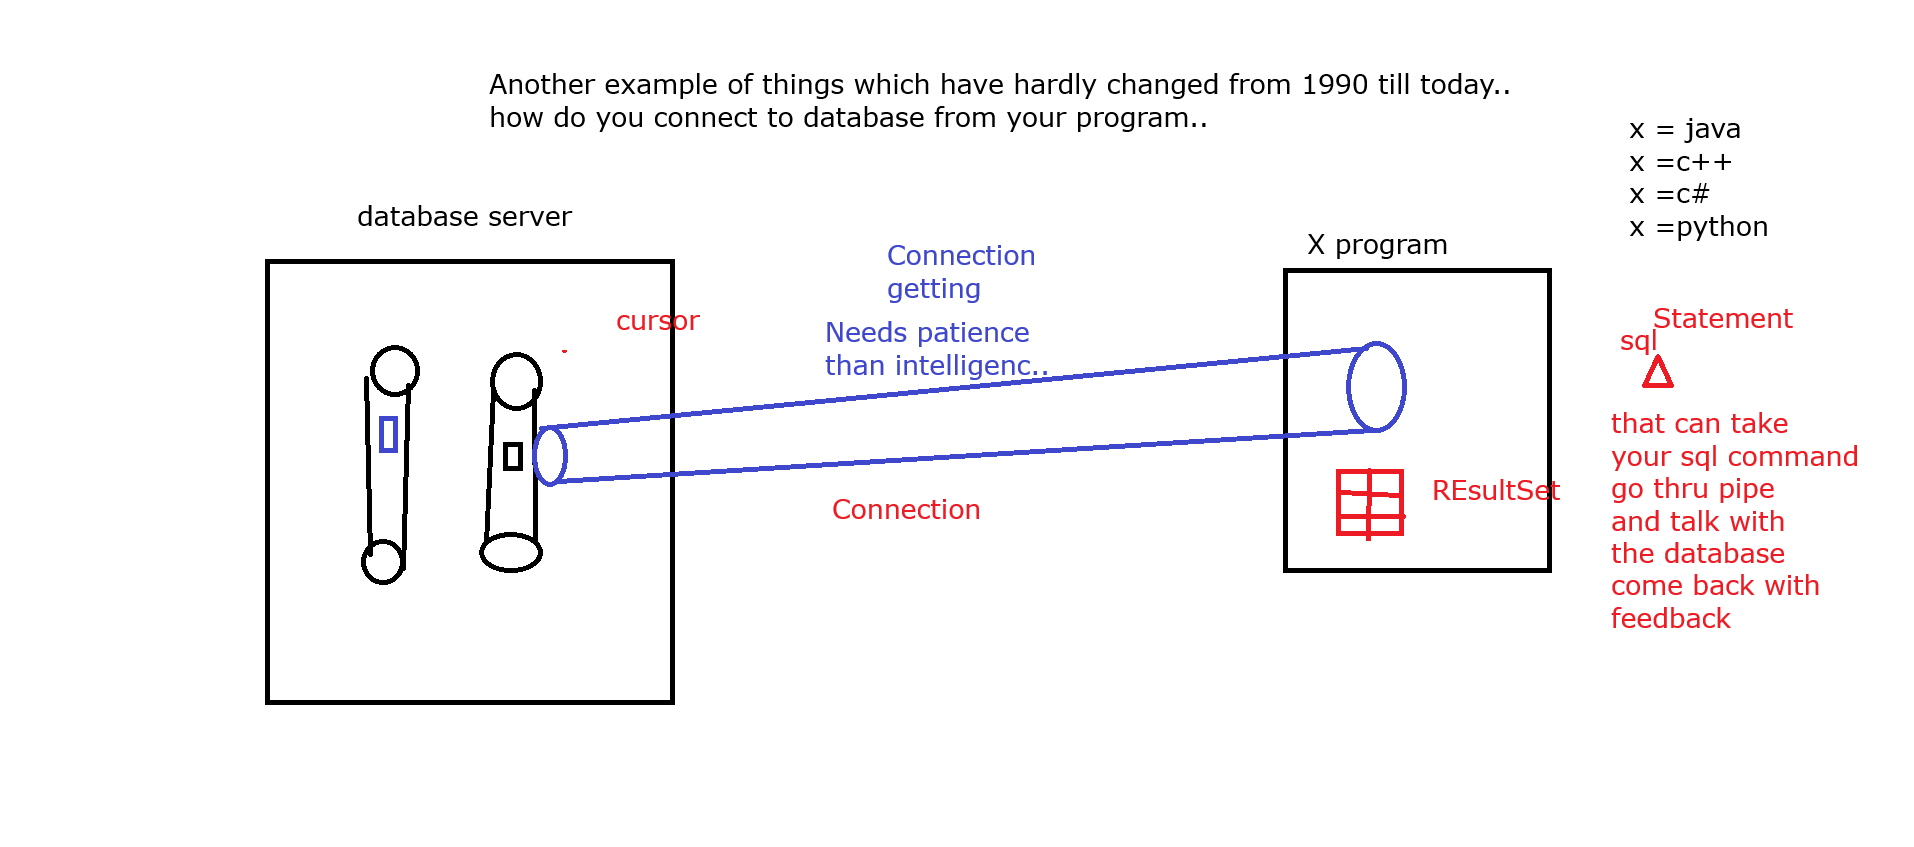 Another example of things which have hardly changed from 1990 till today..
how do you connect to database from your program..
x = java
x =c++
x =c#
x =python
database server
X program
Connection
getting
Needs patience
than intelligenc..
cursor
Statement
sql
that can take
your sql command
go thru pipe
and talk with
the database
come back with
feedback
REsultSet
Connection